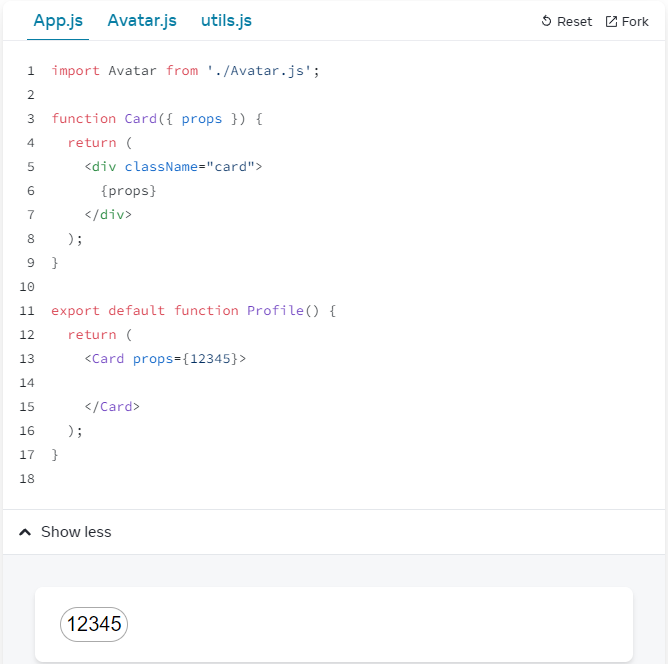 App.js Avatar.js utils.js Reset Fork
1 import Avatar from './Avatar.js';
2
3 function Card({ props }) {
4   return (
5     <div className="card">
6       {props}
7     </div>
8   );
9 }
10
11 export default function Profile() {
12   return (
13     <Card props={12345}>
14
15     </Card>
16   );
17 }
18
Show less
12345